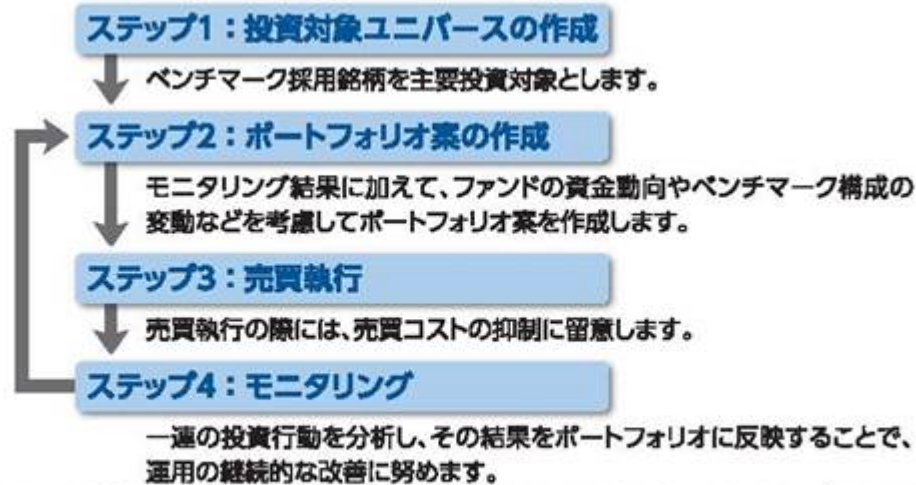 ステップ1：投資対象ユニバースの作成
ベンチマーク採用銘柄を主要投資対象とします。
ステップ2：ポートフォリオ案の作成
モニタリング結果に加えて、ファンドの資金動向やベンチマーク構成の
変動などを考慮してポートフォリオ案を作成します。
ステップ3：売買執行
売買執行の際には、売買コストの抑制に留意します。
ステップ4：モニタリング
一連の投資行動を分析し、その結果をポートフォリオに反映することで、
運用の継続的な改善に努めます。